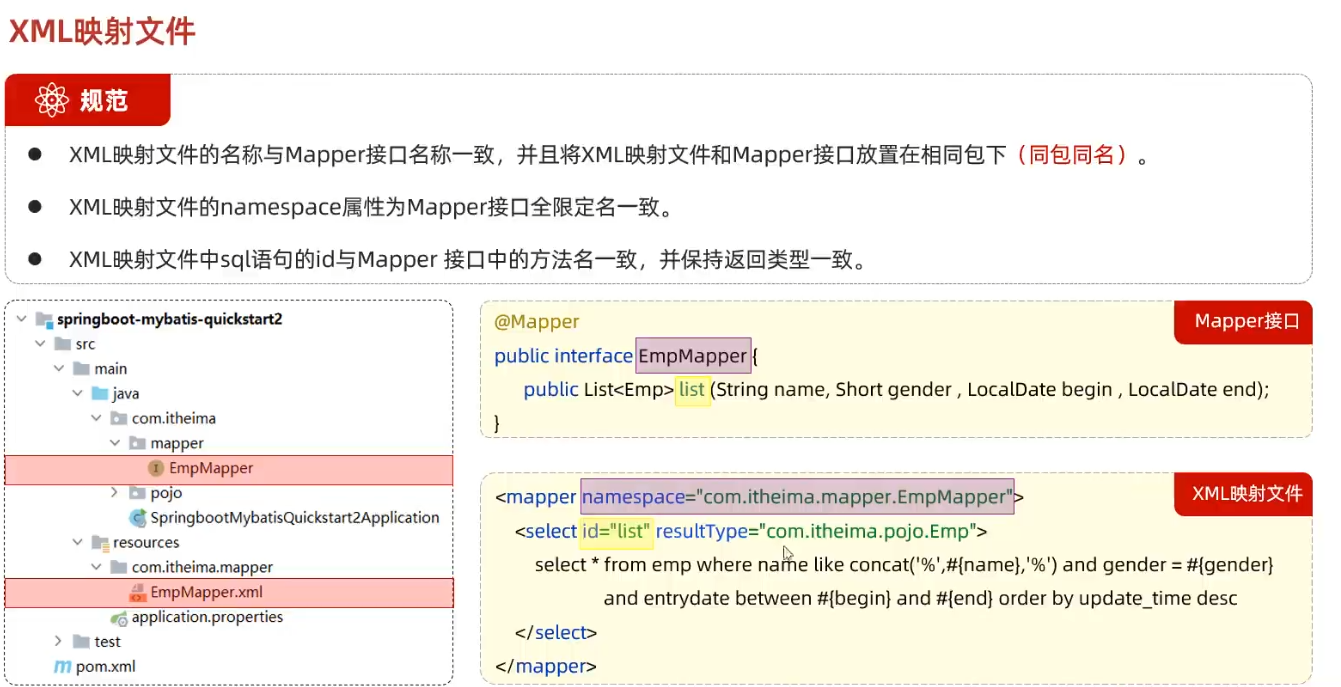 XML映射文件
规范
● XML映射文件的名称与Mapper接口名称一致，并且将XML映射文件和Mapper接口放置在相同包下（同包同名）。
● XML映射文件的namespace属性为Mapper接口全限定名一致。
● XML映射文件中sql语句的id与Mapper 接口中的方法名一致，并保持返回类型一致。
springboot-mybatis-quickstart2
src
main
java
com.itheima
mapper
I EmpMapper
pojo
SpringbootMybatisQuickstart2Application
resources
com.itheima.mapper
EmpMapper.xml
application.properties
test
m pom.xml
Mapper接口
@Mapper
public interface EmpMapper {
public List<Emp> list (String name, Short gender , LocalDate begin , LocalDate end);
}
XML映射文件
<mapper namespace="com.itheima.mapper.EmpMapper">
<select id="list" resultType="com.itheima.pojo.Emp">
select * from emp where name like concat('%',#{name},'%') and gender = #{gender}
and entrydate between #{begin} and #{end} order by update_time desc
</select>
</mapper>